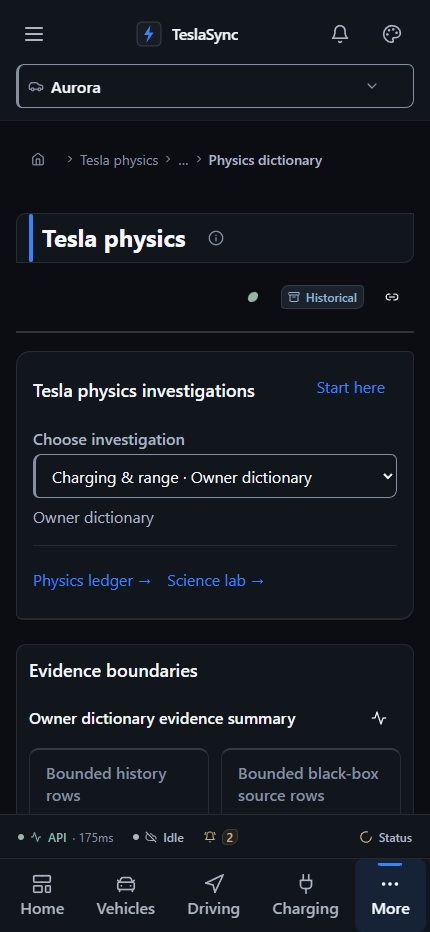 TeslaSync
Aurora
Tesla physics
...
Physics dictionary
Tesla physics
Historical
Tesla physics investigations
Start here
Choose investigation
Charging & range · Owner dictionary
Owner dictionary
Physics ledger →
Science lab →
Evidence boundaries
Owner dictionary evidence summary
Bounded history
rows
Bounded black-box
source rows
API · 175ms
Idle
2
Status
Home
Vehicles
Driving
Charging
More